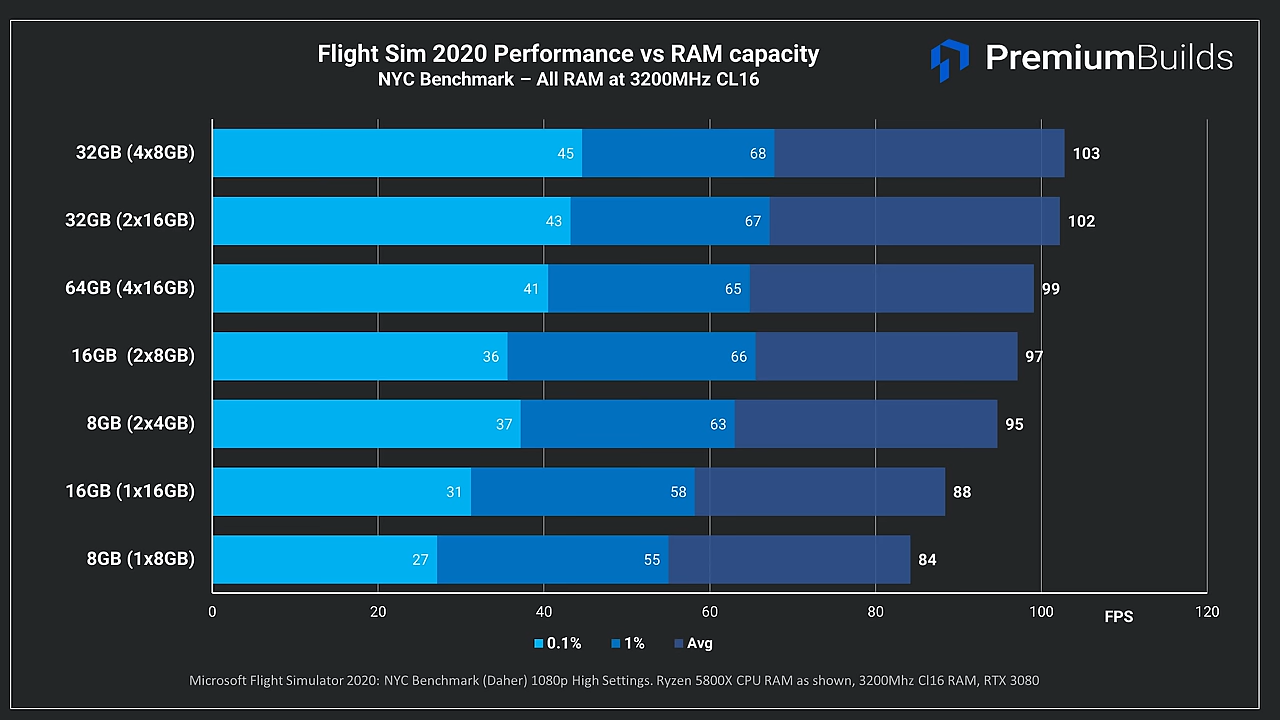 Flight Sim 2020 Performance vs RAM capacity
NYC Benchmark – All RAM at 3200MHz CL16
PremiumBuilds
32GB (4x8GB) 45 68 103
32GB (2x16GB) 43 67 102
64GB (4x16GB) 41 65 99
16GB (2x8GB) 36 66 97
8GB (2x4GB) 37 63 95
16GB (1x16GB) 31 58 88
8GB (1x8GB) 27 55 84
0 20 40 60 80 100 120
FPS
0.1% 1% Avg
Microsoft Flight Simulator 2020: NYC Benchmark (Daher) 1080p High Settings. Ryzen 5800X CPU RAM as shown, 3200Mhz Cl16 RAM, RTX 3080